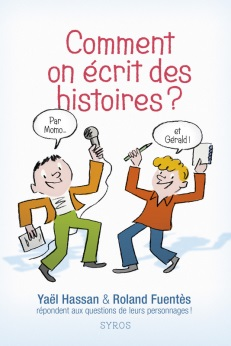 Comment
on écrit des
histoires ?
Par
Momo...
et
Gérald !
Yaël Hassan & Roland Fuentès
répondent aux questions de leurs personnages !
SYROS